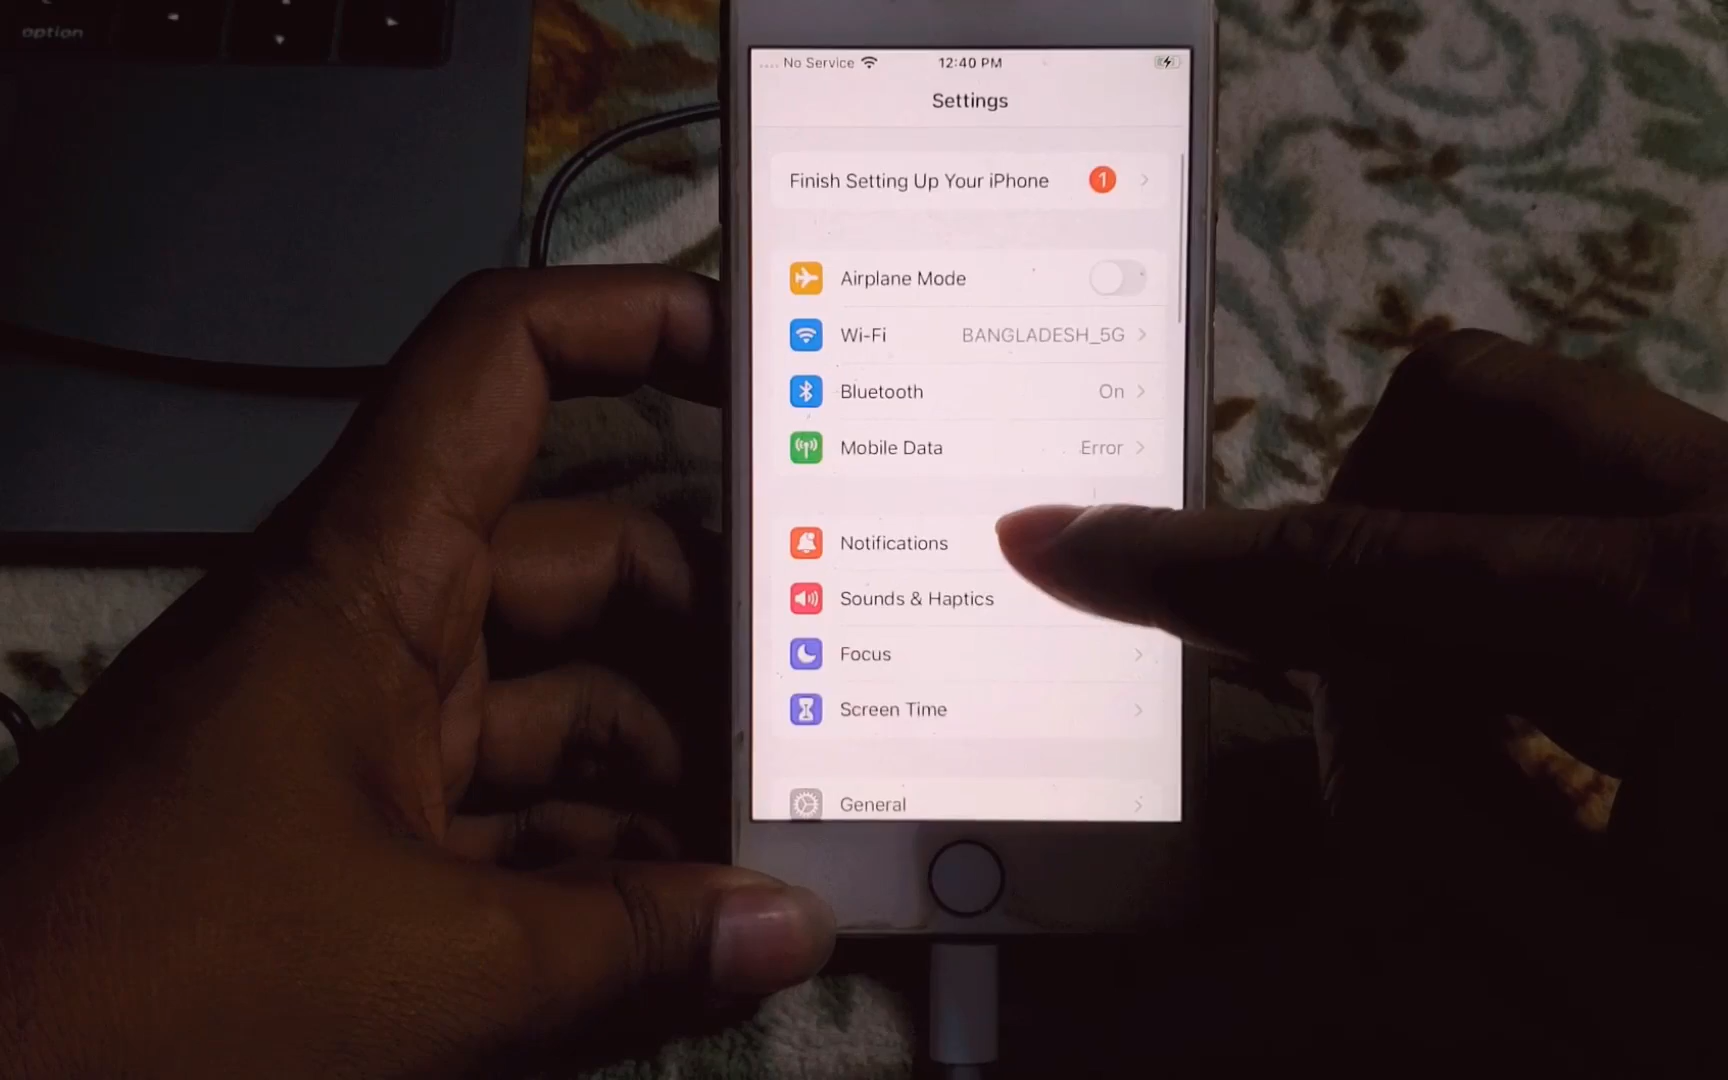 option
No Service 12:40 PM
Settings
Finish Setting Up Your iPhone 1
Airplane Mode
Wi-Fi BANGLADESH_5G
Bluetooth On
Mobile Data Error
Notifications
Sounds & Haptics
Focus
Screen Time
General